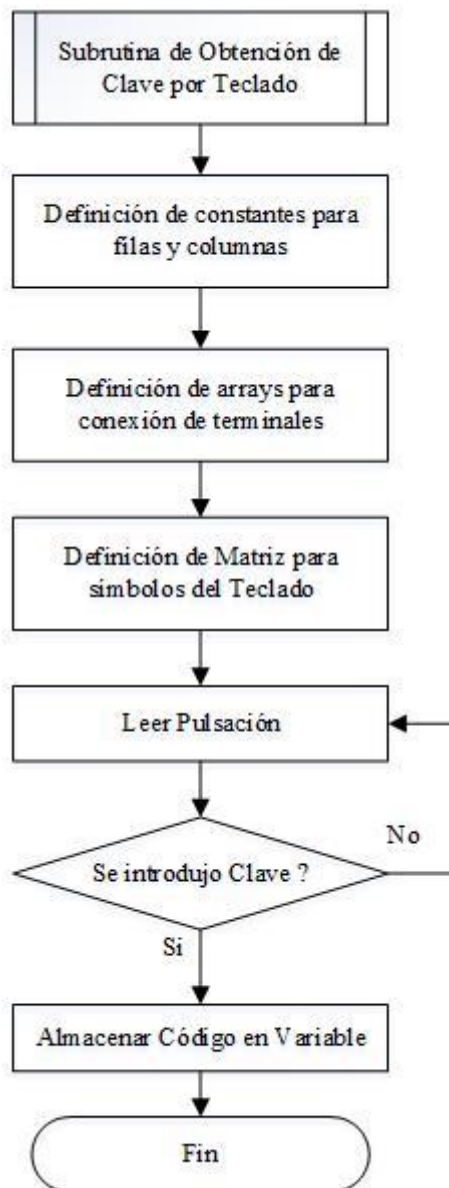 Subrutina de Obtención de
Clave por Teclado
Definición de constantes para
filas y columnas
Definición de arrays para
conexión de terminales
Definición de Matriz para
símbolos del Teclado
Leer Pulsación
Se introdujo Clave ?
No
Si
Almacenar Código en Variable
Fin